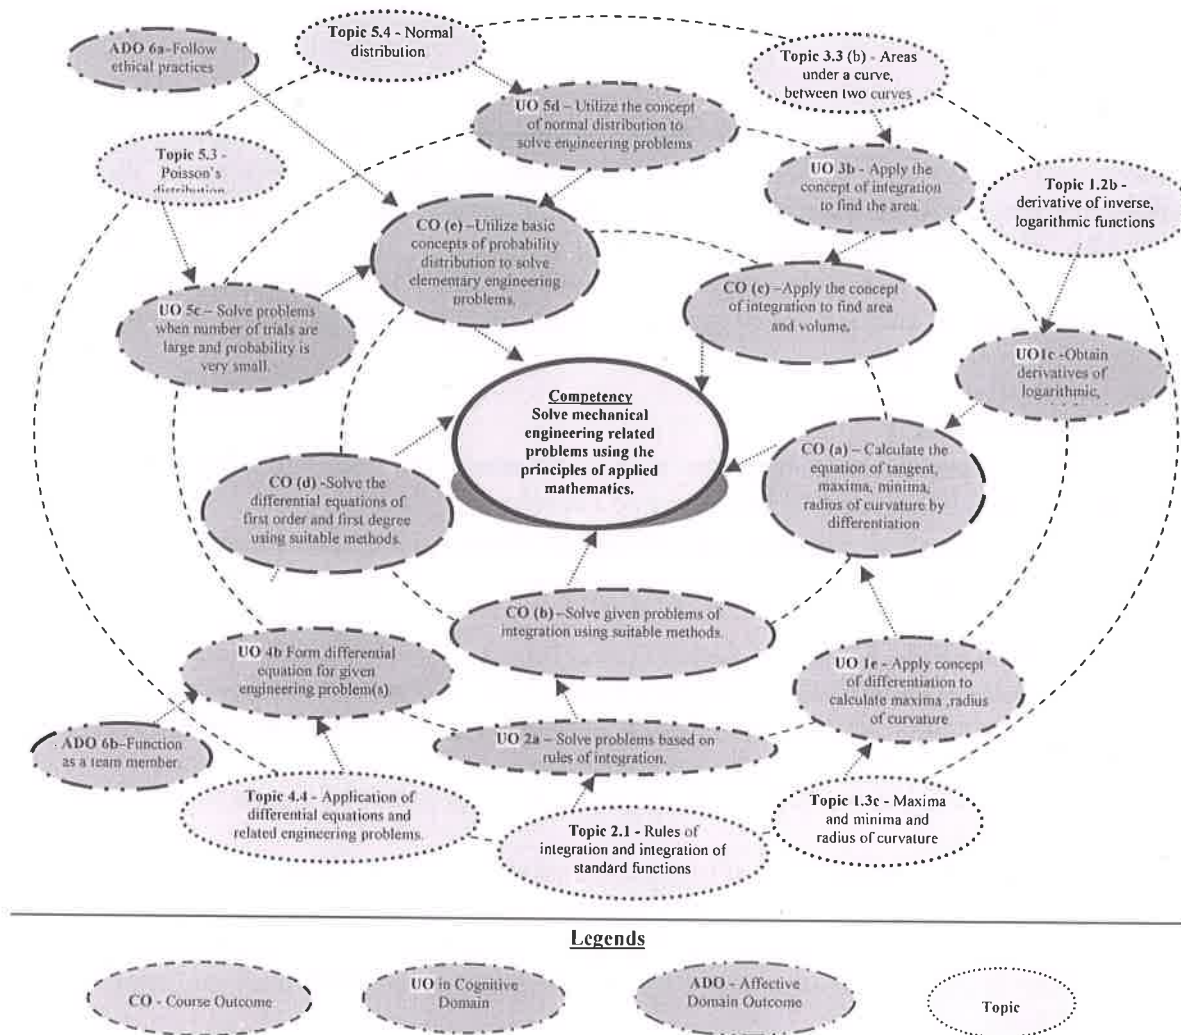 ADO 6a–Follow
ethical practices
Topic 5.4 - Normal
distribution
Topic 3.3 (b) - Areas
under a curve,
between two curves
UO 5d – Utilize the concept
of normal distribution to
solve engineering problems
Topic 5.3 -
Poisson's
distribution
UO 3b - Apply the
concept of integration
to find the area.
Topic 1.2b -
derivative of inverse,
logarithmic functions
CO (e) –Utilize basic
concepts of probability
distribution to solve
elementary engineering
problems.
CO (c) –Apply the concept
of integration to find area
and volume.
UO 5c – Solve problems
when number of trials are
large and probability is
very small.
UO1c -Obtain
derivatives of
logarithmic,
Competency
Solve mechanical
engineering related
problems using the
principles of applied
mathematics.
CO (a) – Calculate the
equation of tangent,
maxima, minima,
radius of curvature by
differentiation
CO (d) -Solve the
differential equations of
first order and first degree
using suitable methods.
CO (b) –Solve given problems of
integration using suitable methods.
UO 4b Form differential
equation for given
engineering problem(s).
UO 1e – Apply concept
of differentiation to
calculate maxima ,radius
of curvature
ADO 6b–Function
as a team member
UO 2a – Solve problems based on
rules of integration.
Topic 4.4 - Application of
differential equations and
related engineering problems.
Topic 2.1 - Rules of
integration and integration of
standard functions
Topic 1.3c - Maxima
and minima and
radius of curvature
Legends
CO - Course Outcome
UO in Cognitive
Domain
ADO - Affective
Domain Outcome
Topic